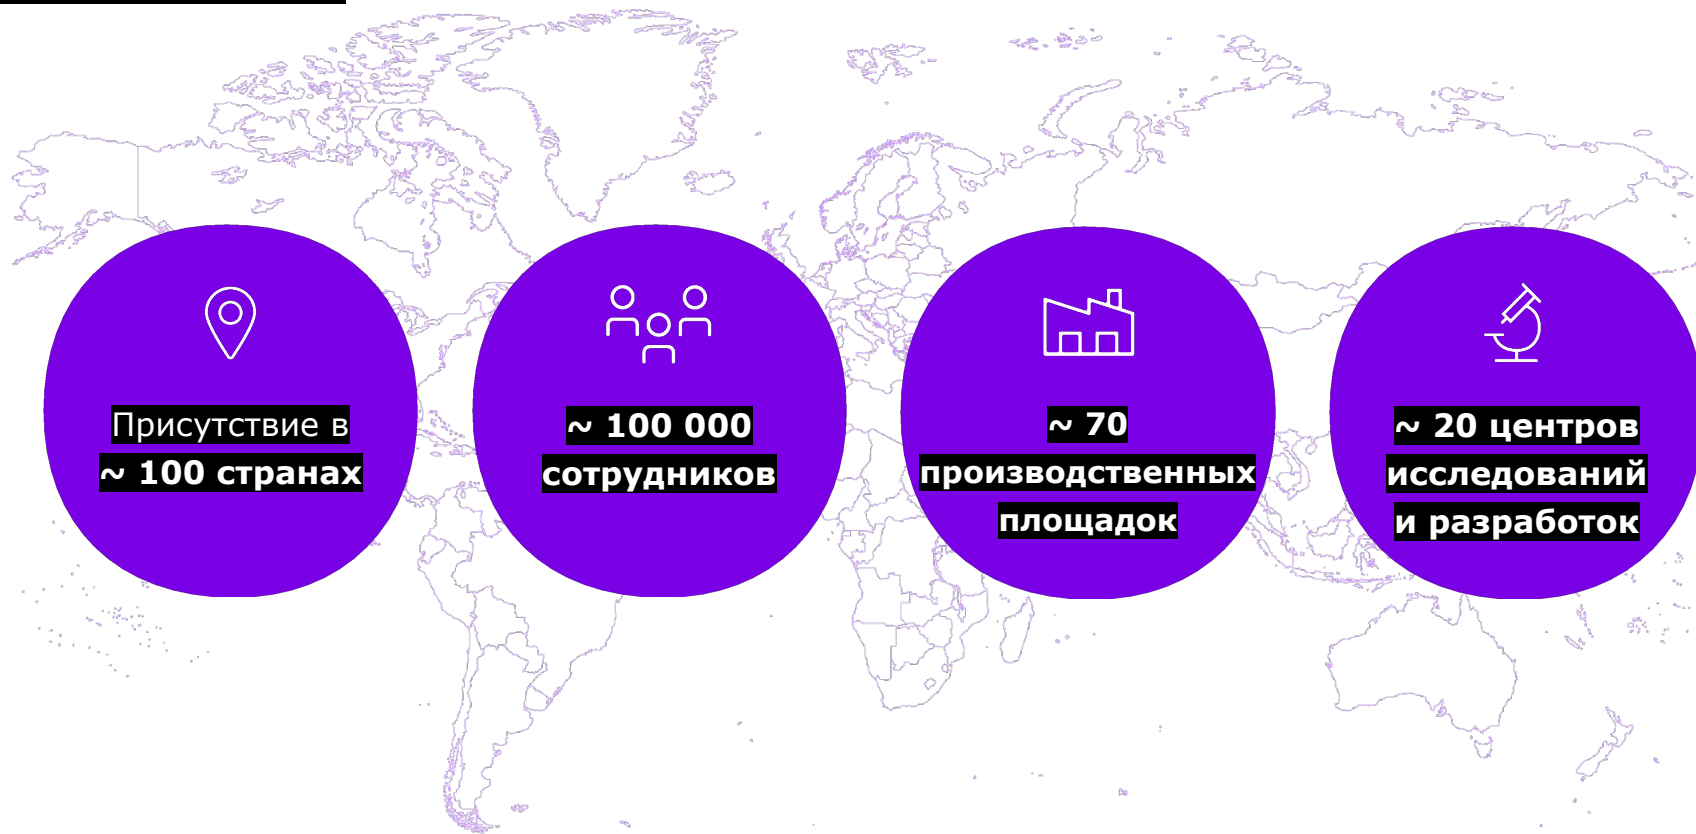 Присутствие в
~ 100 странах
~ 100 000
сотрудников
~ 70
производственных
площадок
~ 20 центров
исследований
и разработок